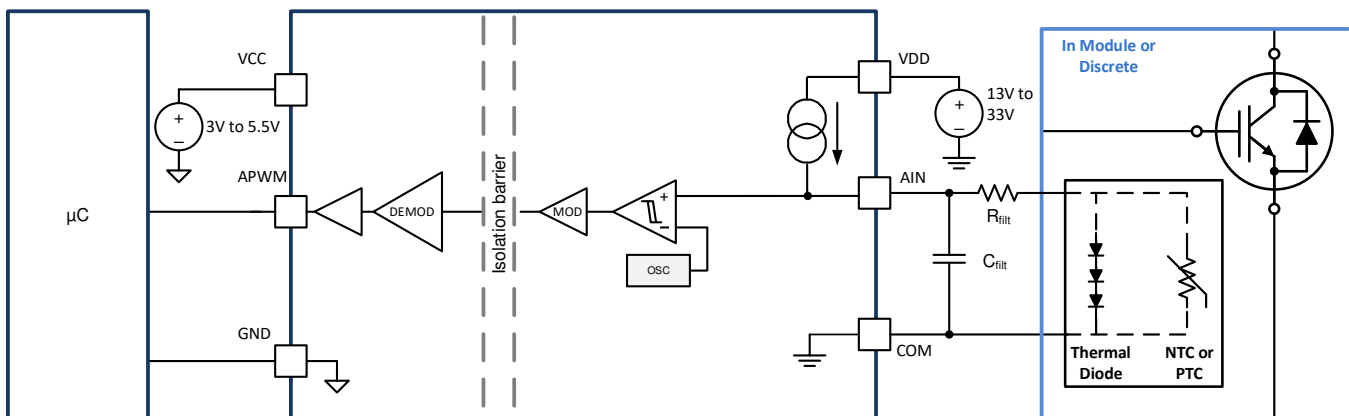 In Module or
Discrete
VCC
VDD
+
−
3V to 5.5V
+
−
13V to
33V
APWM
AIN
µC
DEMOD
Isolation barrier
MOD
+
−
OSC
Rfilt
Cfilt
GND
COM
Thermal
Diode
NTC or
PTC